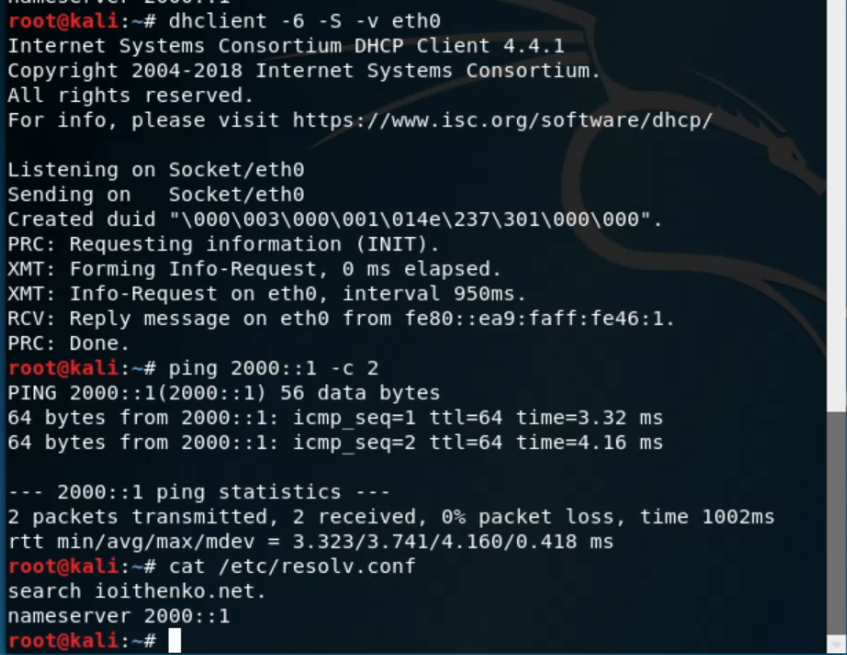 root@kali:~# dhclient -6 -S -v eth0
Internet Systems Consortium DHCP Client 4.4.1
Copyright 2004-2018 Internet Systems Consortium.
All rights reserved.
For info, please visit https://www.isc.org/software/dhcp/
Listening on Socket/eth0
Sending on   Socket/eth0
Created duid "\000\003\000\001\014e\237\301\000\000".
PRC: Requesting information (INIT).
XMT: Forming Info-Request, 0 ms elapsed.
XMT: Info-Request on eth0, interval 950ms.
RCV: Reply message on eth0 from fe80::ea9:faff:fe46:1.
PRC: Done.
root@kali:~# ping 2000::1 -c 2
PING 2000::1(2000::1) 56 data bytes
64 bytes from 2000::1: icmp_seq=1 ttl=64 time=3.32 ms
64 bytes from 2000::1: icmp_seq=2 ttl=64 time=4.16 ms
--- 2000::1 ping statistics ---
2 packets transmitted, 2 received, 0% packet loss, time 1002ms
rtt min/avg/max/mdev = 3.323/3.741/4.160/0.418 ms
root@kali:~# cat /etc/resolv.conf
search ioithenko.net.
nameserver 2000::1
root@kali:~#